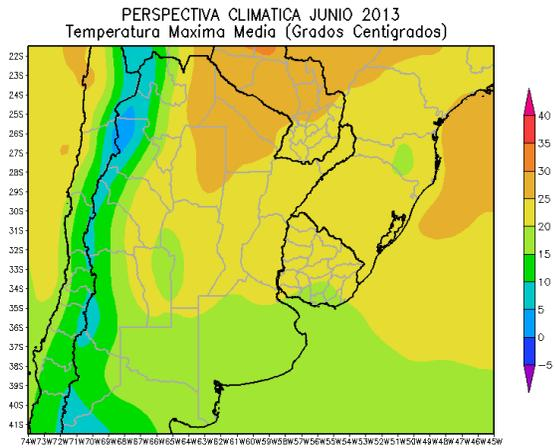 PERSPECTIVA CLIMATICA JUNIO 2013
Temperatura Maxima Media (Grados Centigrados)
22S
23S
24S
25S
26S
27S
28S
29S
30S
31S
32S
33S
34S
35S
36S
37S
38S
39S
40S
41S
74W73W72W71W70W69W68W67W66W65W64W63W62W61W60W59W58W57W56W55W54W53W52W51W50W49W48W47W46W45W
40
35
30
25
20
15
10
5
0
−5